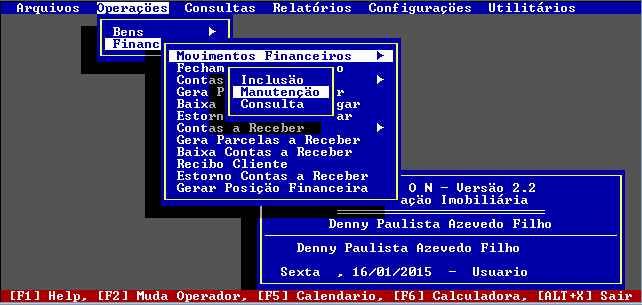 Arquivos Operações Consultas Relatórios Configurações Utilitários
Bens
Financ
Movimentos Financeiros
Fecham o
Contas
Gera P r
Baixa gar
Estorn ar
Inclusão
Manutenção
Consulta
Contas a Receber
Gera Parcelas a Receber
Baixa Contas a Receber
Recibo Cliente
Estorno Contas a Receber
Gerar Posição Financeira
O N - Versão 2.2
ação Imobiliária
Denny Paulista Azevedo Filho
Denny Paulista Azevedo Filho
Sexta , 16/01/2015 - Usuario
[F1] Help, [F2] Muda Operador, [F5] Calendario, [F6] Calculadora, [ALT+X] Sair